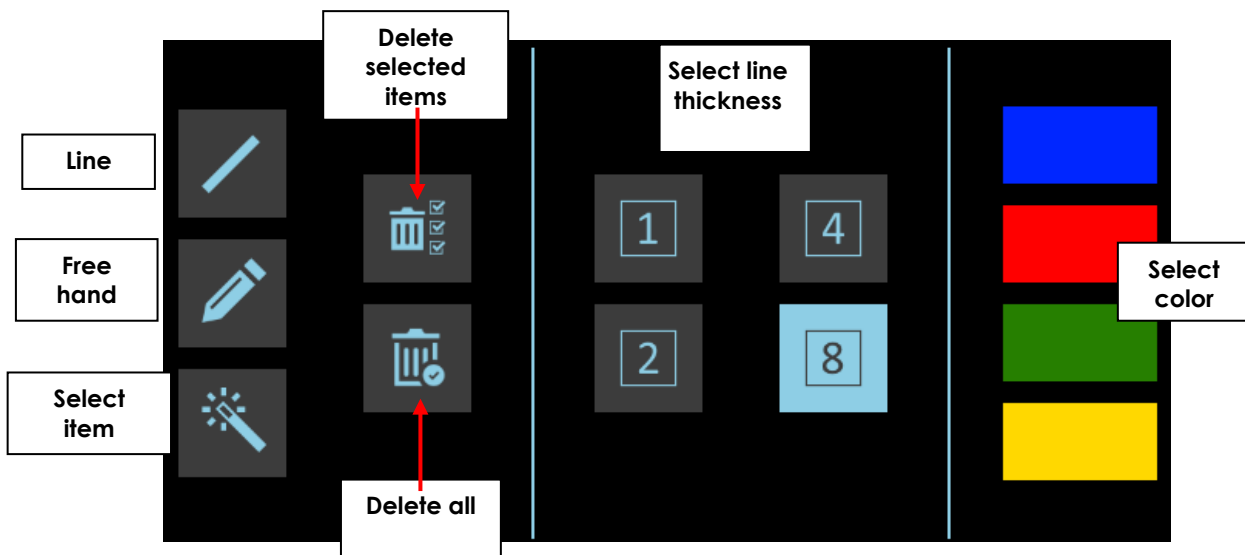 Delete
selected
items
Select line
thickness
Line
1
4
Free
hand
Select
color
2
8
Select
item
Delete all